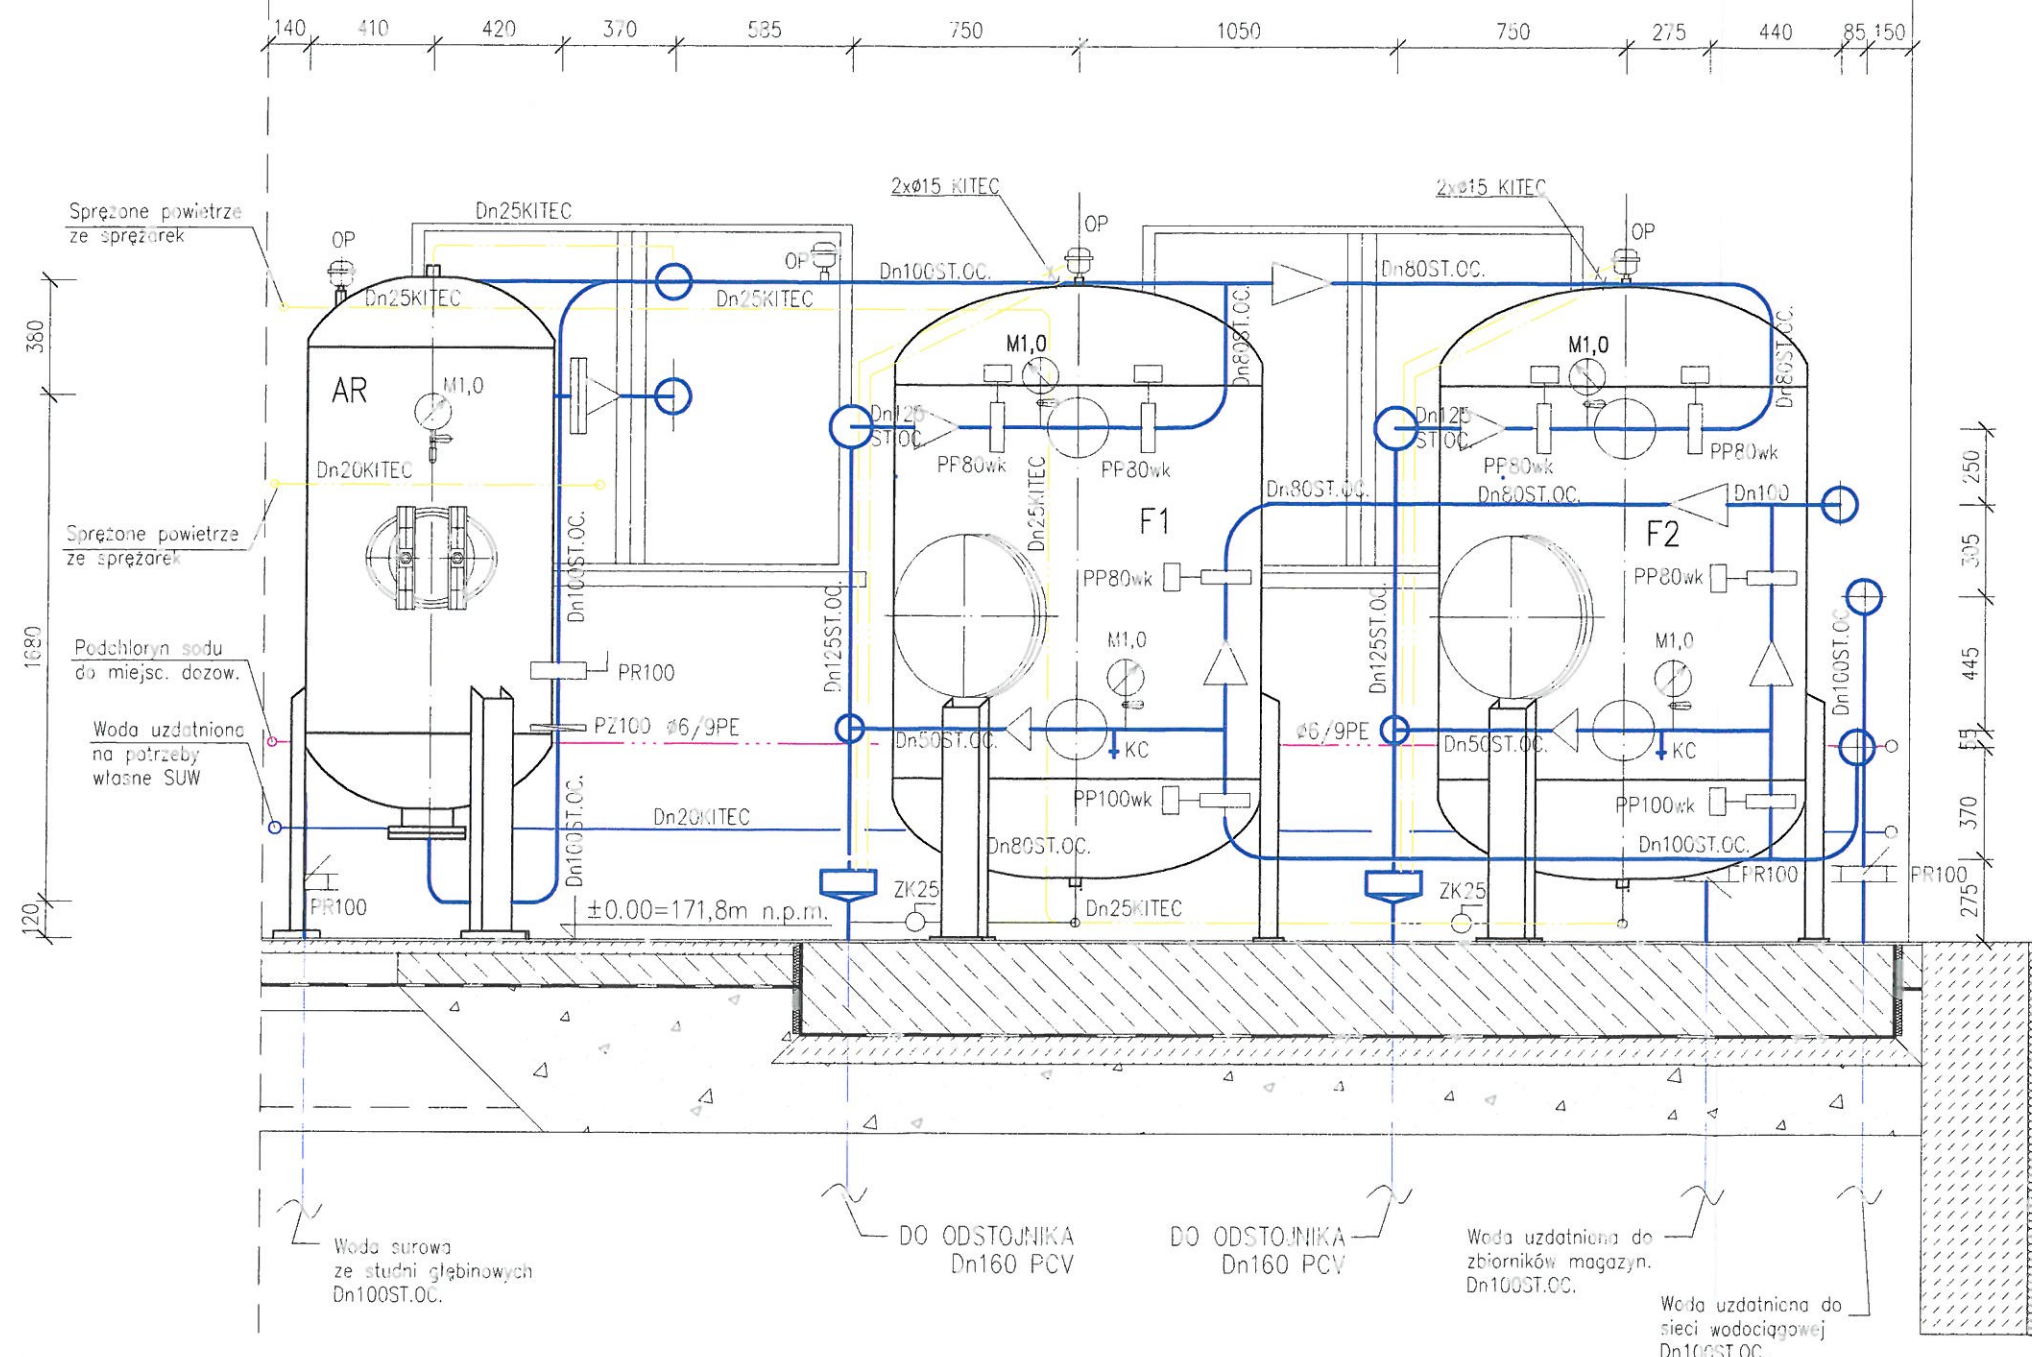 140 410 420 370 585 750 1050 750 275 440 85 150
2xø15 KITEC
2xø15 KITEC
Sprężone powietrze
ze sprężarek
Dn25KITEC
OP
OP
OP
OP
Dn25KITEC
Dn25KITEC
Dn100ST.OC.
Dn80ST.OC.
380
AR
M1,0
M1,0
M1,0
Dn80ST.OC.
Dn80ST.OC.
Dn125
ST.OC.
Dn125
ST.OC.
PP80wk
PP80wk
PP80wk
PP80wk
Dn20KITEC
Dn25KITEC
Dn80ST.OC.
Dn80ST.OC.
Dn100
250
Sprężone powietrze
ze sprężarek
F1
F2
Dn100ST.OC.
PP80wk
PP80wk
305
1680
Podchloryn sodu
do miejsc. dozow.
PR100
Dn125ST.OC.
M1,0
Dn125ST.OC.
M1,0
Dn100ST.OC.
445
Woda uzdatniona
na potrzeby
własne SUW
PZ100
ø6/9PE
Dn50ST.OC.
KC
ø6/9PE
Dn50ST.OC.
KC
55
Dn20KITEC
PP100wk
PP100wk
370
Dn100ST.OC.
Dn80ST.OC.
Dn100ST.OC.
PR100
ZK25
ZK25
PR100
PR100
120
±0.00=171,8m n.p.m.
Dn25KITEC
275
Woda surowa
ze studni głębinowych
Dn100ST.OC.
DO ODSTOJNIKA
Dn160 PCV
DO ODSTOJNIKA
Dn160 PCV
Woda uzdatniona do
zbiorników magazyn.
Dn100ST.OC.
Woda uzdatniona do
sieci wodociągowej
Dn100ST.OC.